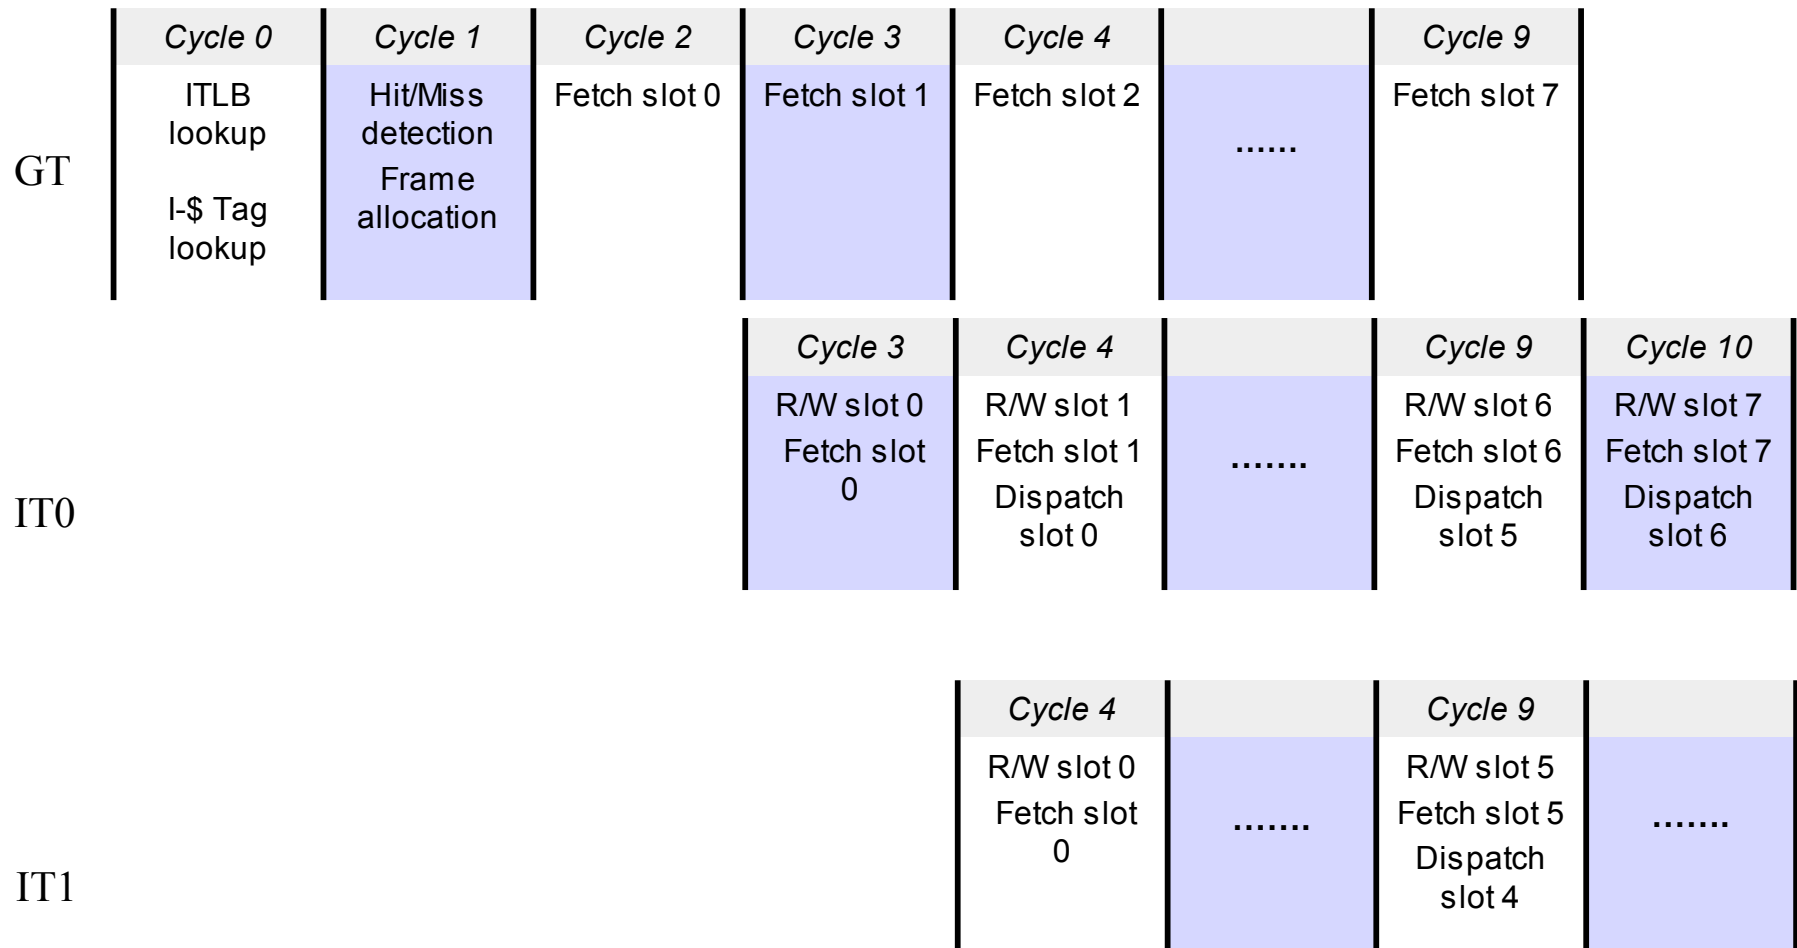 Cycle 0 Cycle 1 Cycle 2 Cycle 3 Cycle 4 Cycle 9
GT
ITLB
lookup
I-$ Tag
lookup
Hit/Miss
detection
Frame
allocation
Fetch slot 0
Fetch slot 1
Fetch slot 2
......
Fetch slot 7
Cycle 3 Cycle 4 Cycle 9 Cycle 10
IT0
R/W slot 0
Fetch slot
0
R/W slot 1
Fetch slot 1
Dispatch
slot 0
.......
R/W slot 6
Fetch slot 6
Dispatch
slot 5
R/W slot 7
Fetch slot 7
Dispatch
slot 6
Cycle 4 Cycle 9
IT1
R/W slot 0
Fetch slot
0
.......
R/W slot 5
Fetch slot 5
Dispatch
slot 4
.......